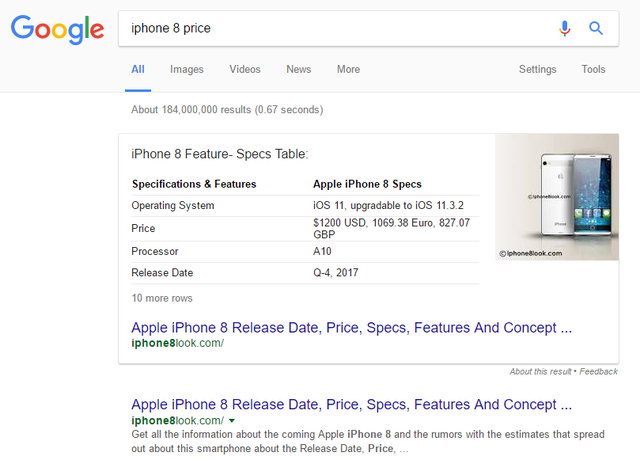 Google
iphone 8 price
All Images Videos News More Settings Tools
About 184,000,000 results (0.67 seconds)
iPhone 8 Feature- Specs Table:
Specifications & Features Apple iPhone 8 Specs
Operating System iOS 11, upgradable to iOS 11.3.2
Price $1200 USD, 1069.38 Euro, 827.07
GBP
Processor A10
Release Date Q-4, 2017
10 more rows
©iphone8look.com
iPhone
©Iphone8look.com
Apple iPhone 8 Release Date, Price, Specs, Features And Concept ...
iphone8look.com/
About this result • Feedback
Apple iPhone 8 Release Date, Price, Specs, Features And Concept ...
iphone8look.com/
Get all the information about the coming Apple iPhone 8 and the rumors with the estimates that spread
out about this smartphone about the Release Date, Price, ...